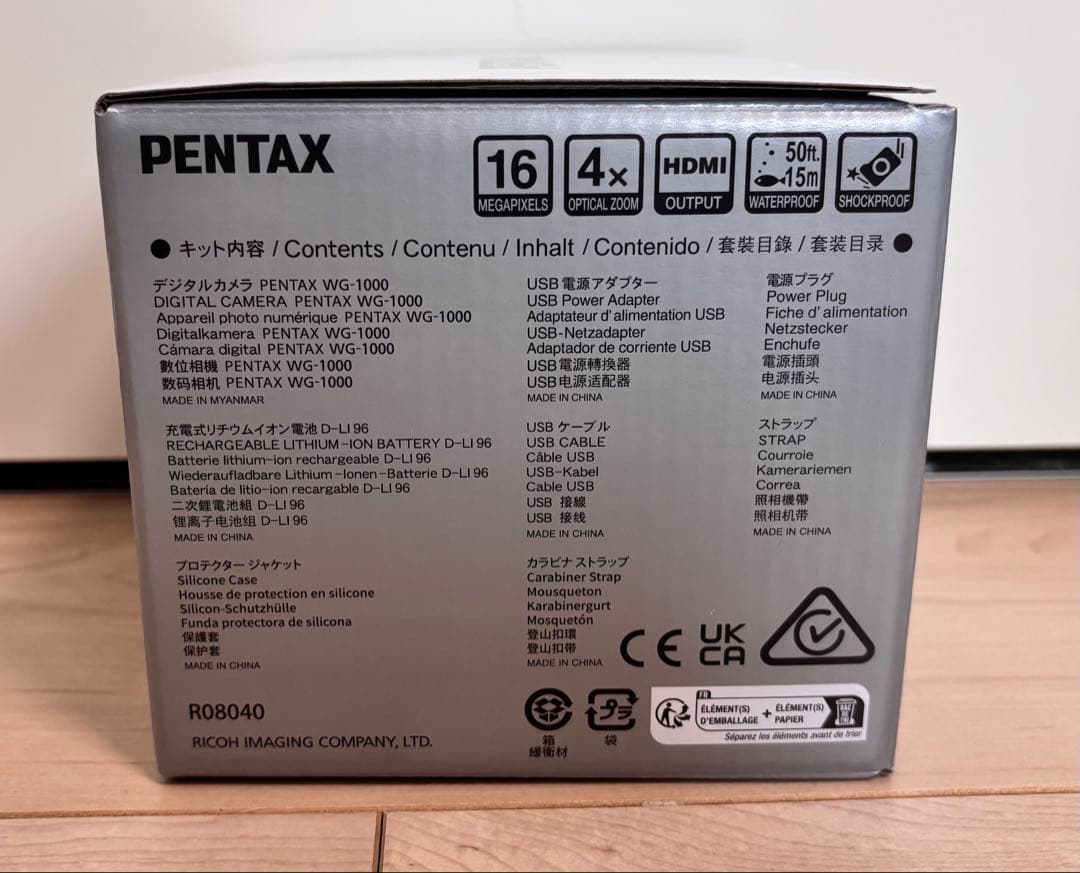 PENTAX
16 MEGAPIXELS
4× OPTICAL ZOOM
HDMI OUTPUT
50ft. 15m WATERPROOF
SHOCKPROOF
● キット内容 / Contents / Contenu / Inhalt / Contenido / 套裝目錄 / 套装目录 ●
デジタルカメラ PENTAX WG-1000
DIGITAL CAMERA PENTAX WG-1000
Appareil photo numérique PENTAX WG-1000
Digitalkamera PENTAX WG-1000
Cámara digital PENTAX WG-1000
數位相機 PENTAX WG-1000
数码相机 PENTAX WG-1000
MADE IN MYANMAR
USB電源アダプター
USB Power Adapter
Adaptateur d'alimentation USB
USB-Netzadapter
Adaptador de corriente USB
USB電源轉換器
USB电源适配器
MADE IN CHINA
電源プラグ
Power Plug
Fiche d'alimentation
Netzstecker
Enchufe
電源插頭
电源插头
MADE IN CHINA
充電式リチウムイオン電池 D-LI 96
RECHARGEABLE LITHIUM-ION BATTERY D-LI 96
Batterie lithium-ion rechargeable D-LI 96
Wiederaufladbare Lithium-Ionen-Batterie D-LI 96
Batería de litio-ion recargable D-LI 96
二次鋰電池組 D-LI 96
锂离子电池组 D-LI 96
MADE IN CHINA
USB ケーブル
USB CABLE
Câble USB
USB-Kabel
Cable USB
USB 接線
USB 接线
MADE IN CHINA
ストラップ
STRAP
Courroie
Kamerariemen
Correa
照相機帶
照相机带
MADE IN CHINA
プロテクター ジャケット
Silicone Case
Housse de protection en silicone
Silicon-Schutzhülle
Funda protectora de silicona
保護套
保护套
MADE IN CHINA
カラビナ ストラップ
Carabiner Strap
Mousqueton
Karabinergurt
Mosquetón
登山扣環
登山扣带
MADE IN CHINA
CE
UK
CA
R08040
RICOH IMAGING COMPANY, LTD.
箱
緩衝材
プラ
袋
FR
ÉLÉMENT(S)
D'EMBALLAGE
+
ÉLÉMENT(S)
PAPIER
BAC
DE
TRI
Séparez les éléments avant de trier